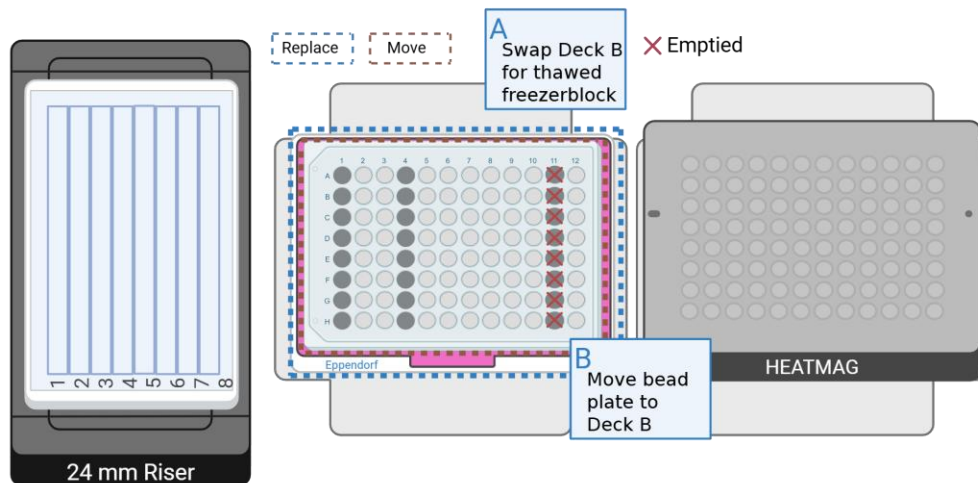 Replace
Move
A
Swap Deck B
for thawed
freezerblock
Emptied
1 2 3 4 5 6 7 8 9 10 11 12
A
B
C
D
E
F
G
H
Eppendorf
B
Move bead
plate to
Deck B
1 2 3 4 5 6 7 8
24 mm Riser
HEATMAG